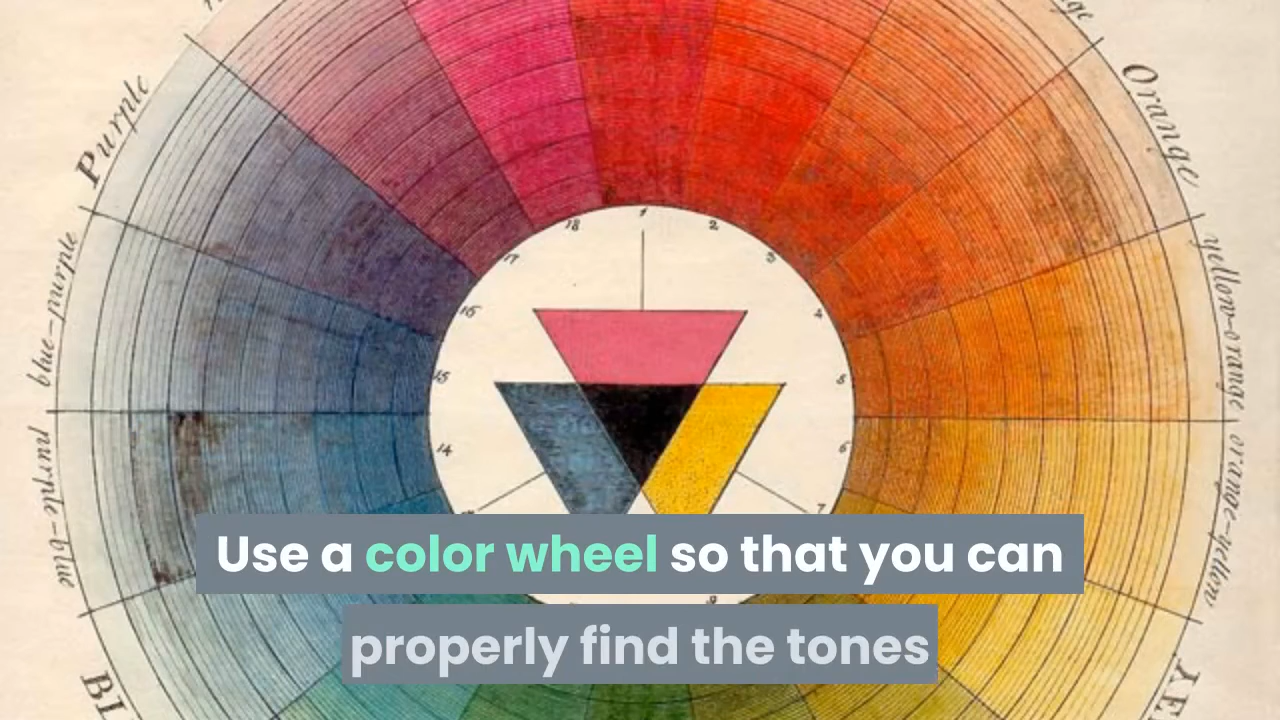 Purple
blue-purple
purple-blue
Orange
yellow-orange
orange-yellow
18
1
2
3
17
16
4
15
5
14
6
7
9
Use a color wheel so that you can
properly find the tones